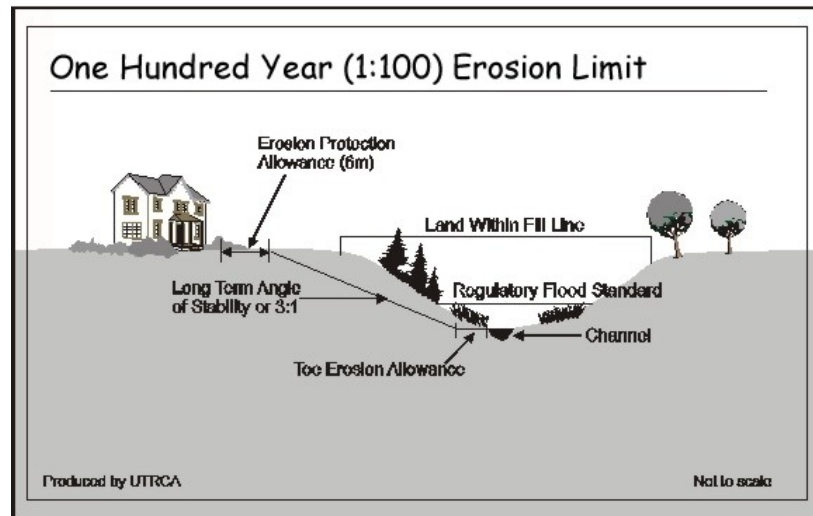 One Hundred Year (1:100) Erosion Limit
Erosion Protection
Allowance (6m)
Land Within Fill Line
Long Term Angle
of Stability or 3:1
Regulatory Flood Standard
Channel
Toe Erosion Allowance
Produced by UTRCA
Not to scale